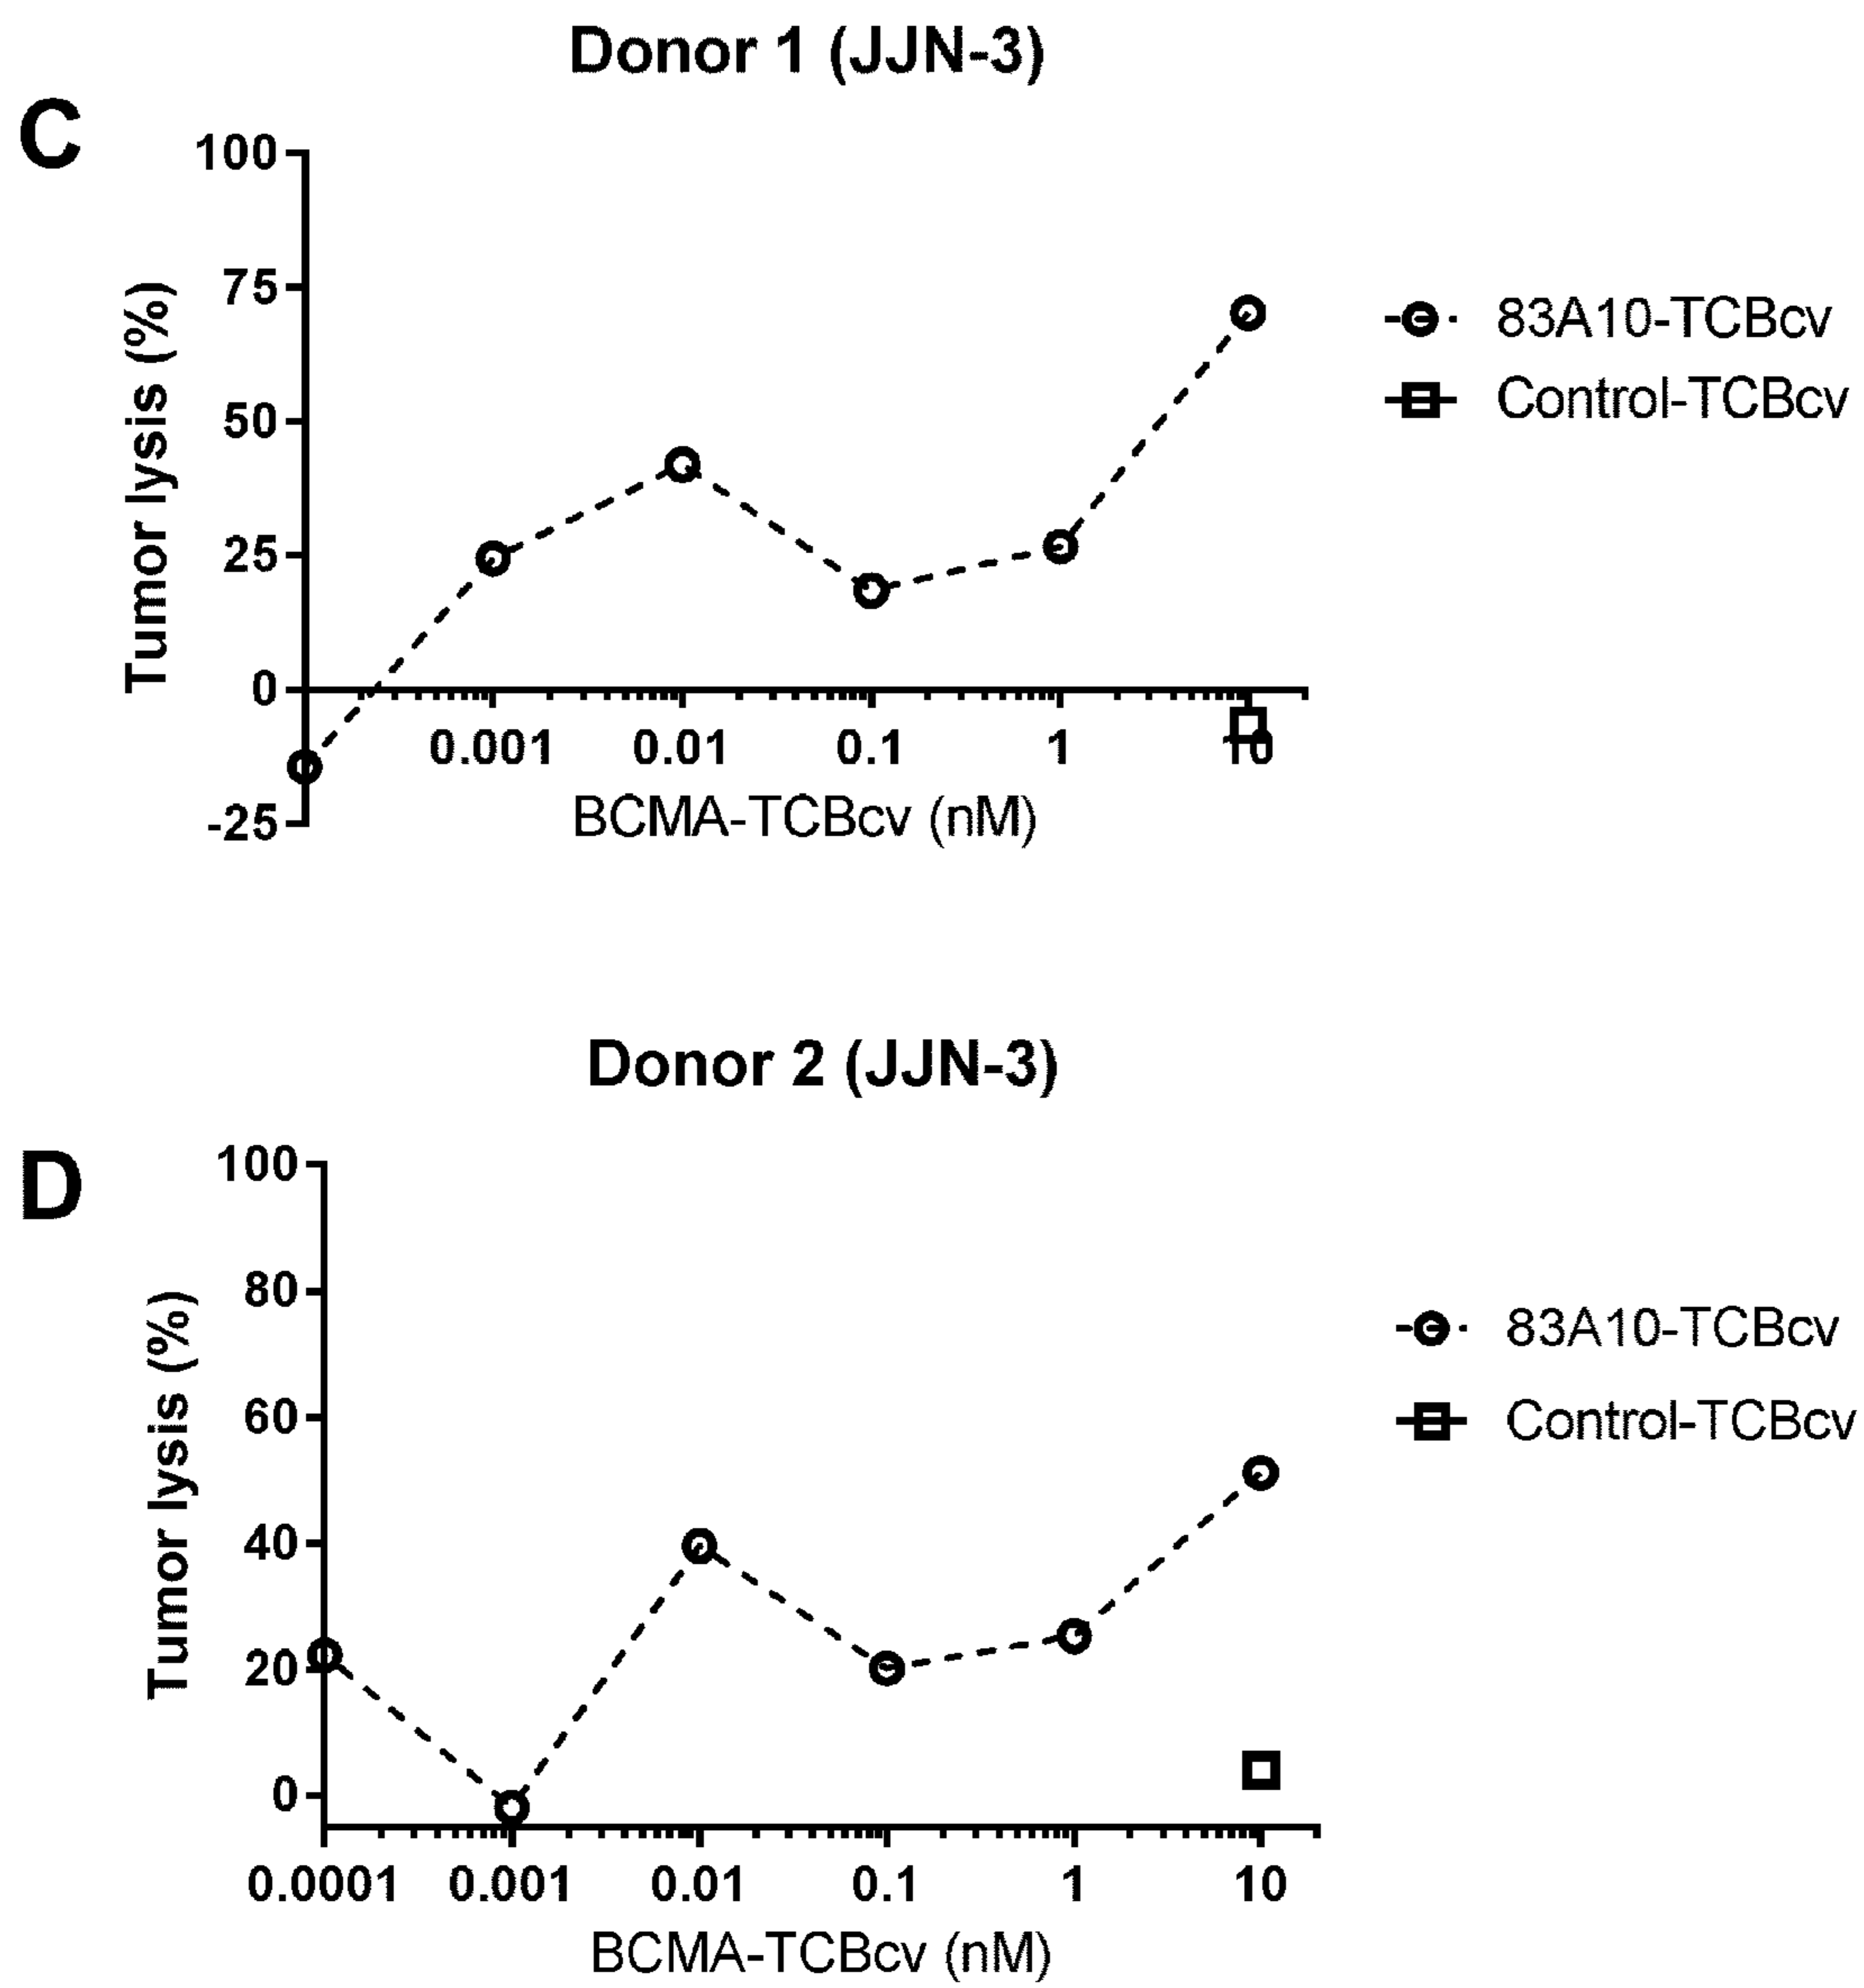 Donor 1 (JJN-3)
C
100
75
50
25
0
-25
Tumor lysis (%)
0.001 0.01 0.1 1 10
BCMA-TCBcv (nM)
83A10-TCBcv
Control-TCBcv
Donor 2 (JJN-3)
D
100
80
60
40
20
0
Tumor lysis (%)
0.0001 0.001 0.01 0.1 1 10
BCMA-TCBcv (nM)
83A10-TCBcv
Control-TCBcv